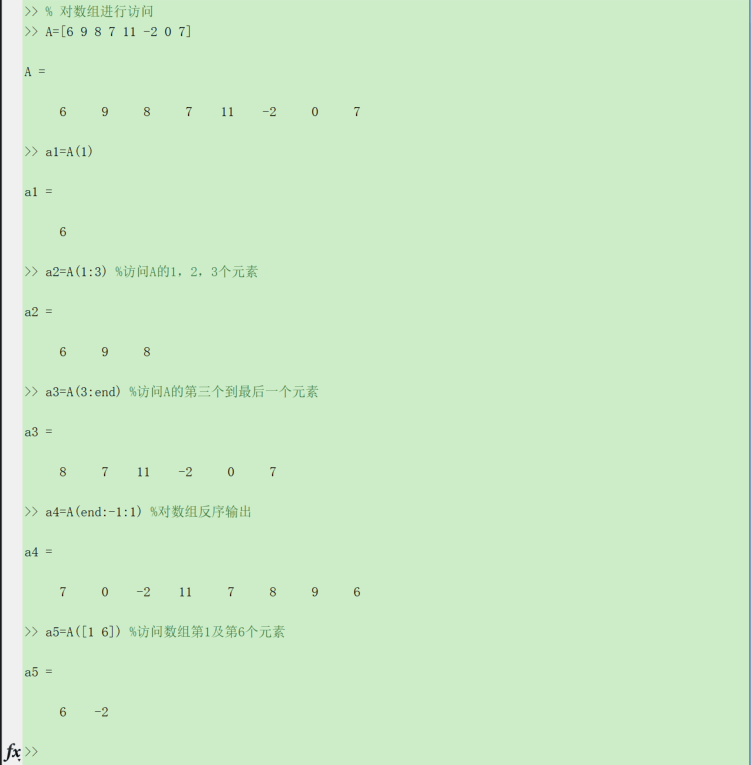 >> % 对数组进行访问
>> A=[6 9 8 7 11 -2 0 7]
A =
6 9 8 7 11 -2 0 7
>> a1=A(1)
a1 =
6
>> a2=A(1:3) %访问A的1, 2, 3个元素
a2 =
6 9 8
>> a3=A(3:end) %访问A的第三个到最后一个元素
a3 =
8 7 11 -2 0 7
>> a4=A(end:-1:1) %对数组反序输出
a4 =
7 0 -2 11 7 8 9 6
>> a5=A([1 6]) %访问数组第1及第6个元素
a5 =
6 -2
fx >>